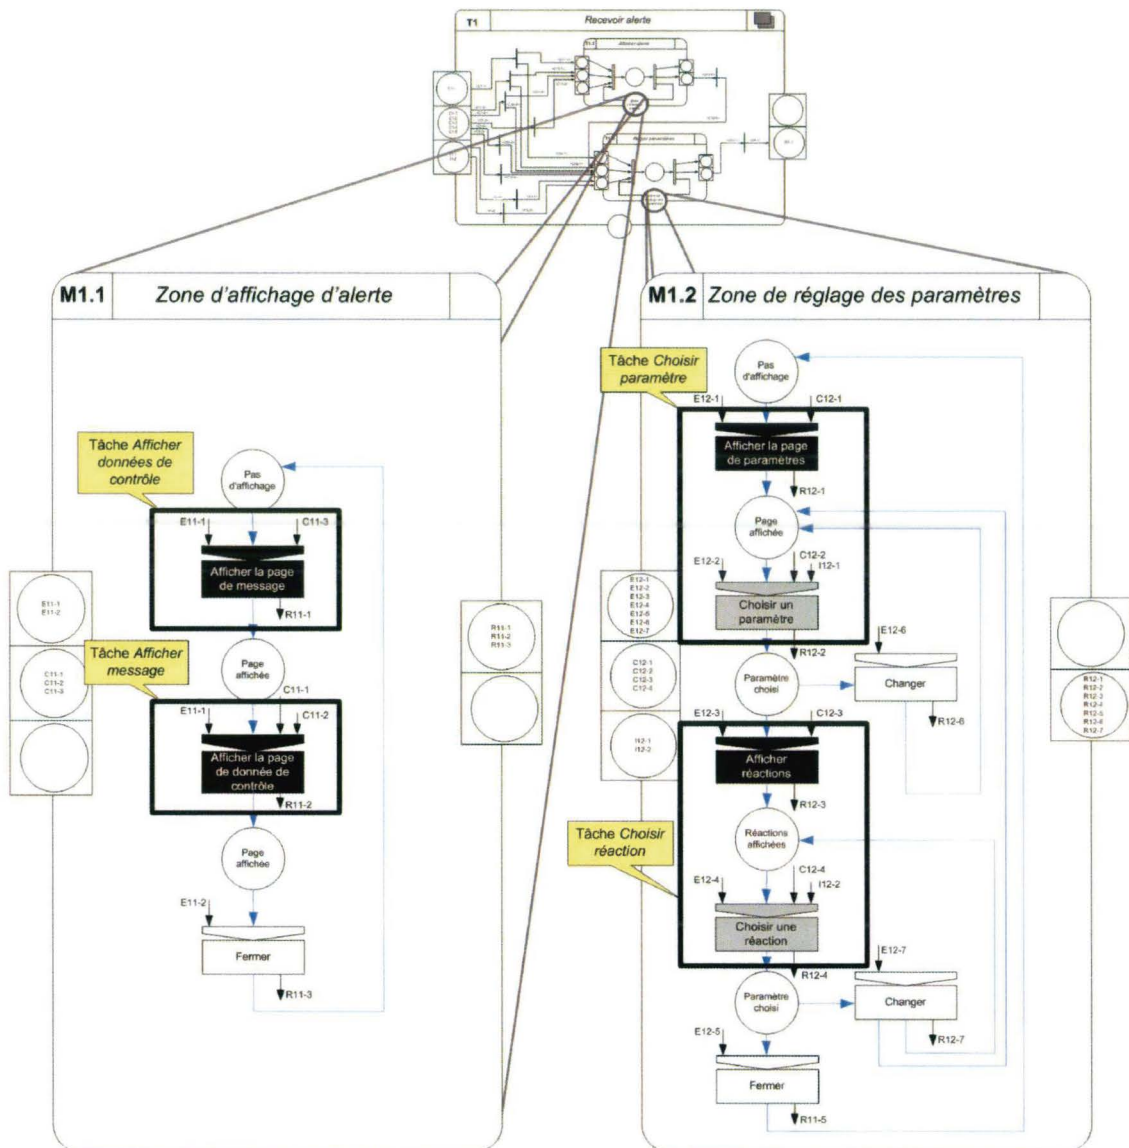 T1
Recevoir alerte
M1.1
Zone d'affichage d'alerte
Tâche Afficher
données de
contrôle
Pas
d'affichage
E11-1
C11-3
Afficher la page
de message
R11-1
E11-1
E11-2
C11-1
C11-2
C11-3
R11-1
R11-2
R11-3
Tâche Afficher
message
Page
affichée
C11-1
E11-1
C11-2
Afficher la page
de donnée de
contrôle
R11-2
Page
affichée
E11-2
Fermer
R11-3
M1.2
Zone de réglage des paramètres
Tâche Choisir
paramètre
Pas
d'affichage
E12-1
C12-1
Afficher la page
de paramètres
R12-1
Page
affichée
E12-2
C12-2
I12-1
Choisir un
paramètre
R12-2
E12-1
E12-2
E12-3
E12-4
E12-5
E12-6
E12-7
C12-1
C12-2
C12-3
C12-4
I12-1
I12-2
E12-6
Paramètre
choisi
Changer
R12-6
R12-1
R12-2
R12-3
R12-4
R12-5
R12-6
R12-7
E12-3
C12-3
Afficher
réactions
R12-3
Tâche Choisir
réaction
Réactions
affichées
E12-4
C12-4
I12-2
Choisir une
réaction
R12-4
E12-7
Paramètre
choisi
Changer
R12-7
E12-5
Fermer
R11-5